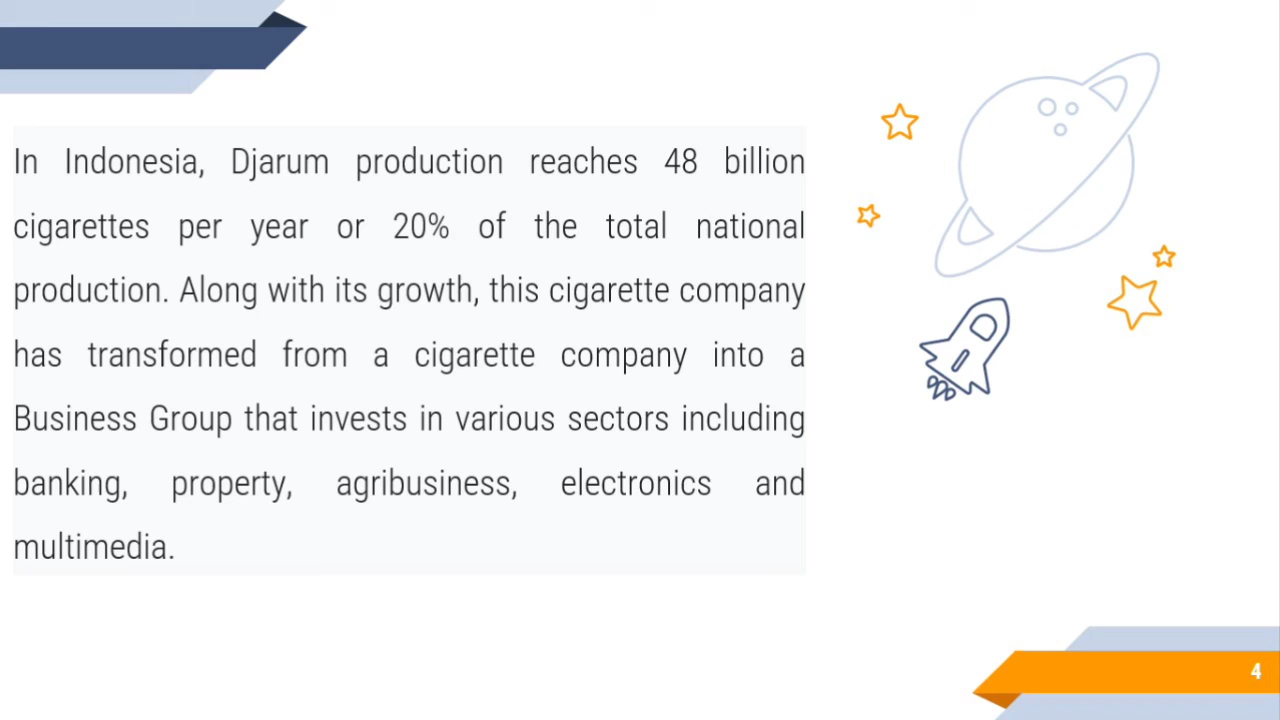 In Indonesia, Djarum production reaches 48 billion
cigarettes per year or 20% of the total national
production. Along with its growth, this cigarette company
has transformed from a cigarette company into a
Business Group that invests in various sectors including
banking, property, agribusiness, electronics and
multimedia.
4